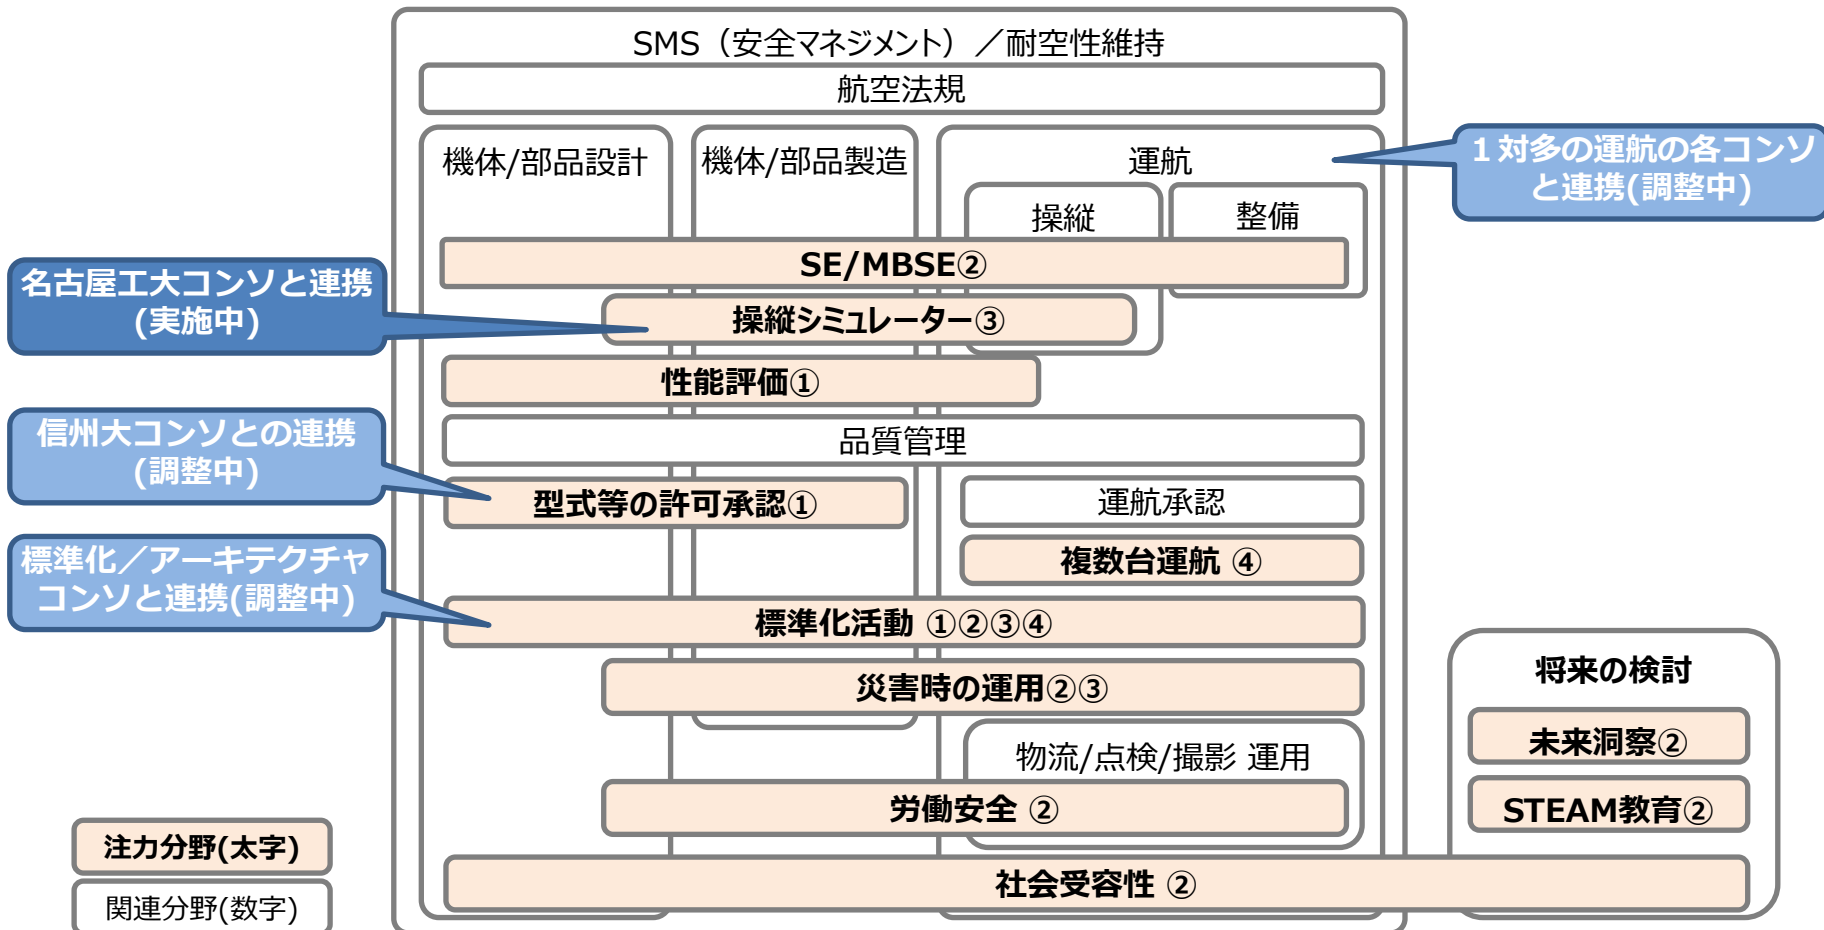 SMS（安全マネジメント）／耐空性維持
航空法規
機体/部品設計
機体/部品製造
運航
操縦
整備
１対多の運航の各コンソ
と連携(調整中)
SE/MBSE②
名古屋工大コンソと連携
(実施中)
操縦シミュレーター③
性能評価①
信州大コンソとの連携
(調整中)
品質管理
型式等の許可承認①
運航承認
標準化／アーキテクチャ
コンソと連携(調整中)
複数台運航 ④
標準化活動 ①②③④
災害時の運用②③
将来の検討
未来洞察②
STEAM教育②
物流/点検/撮影 運用
労働安全 ②
社会受容性 ②
注力分野(太字)
関連分野(数字)